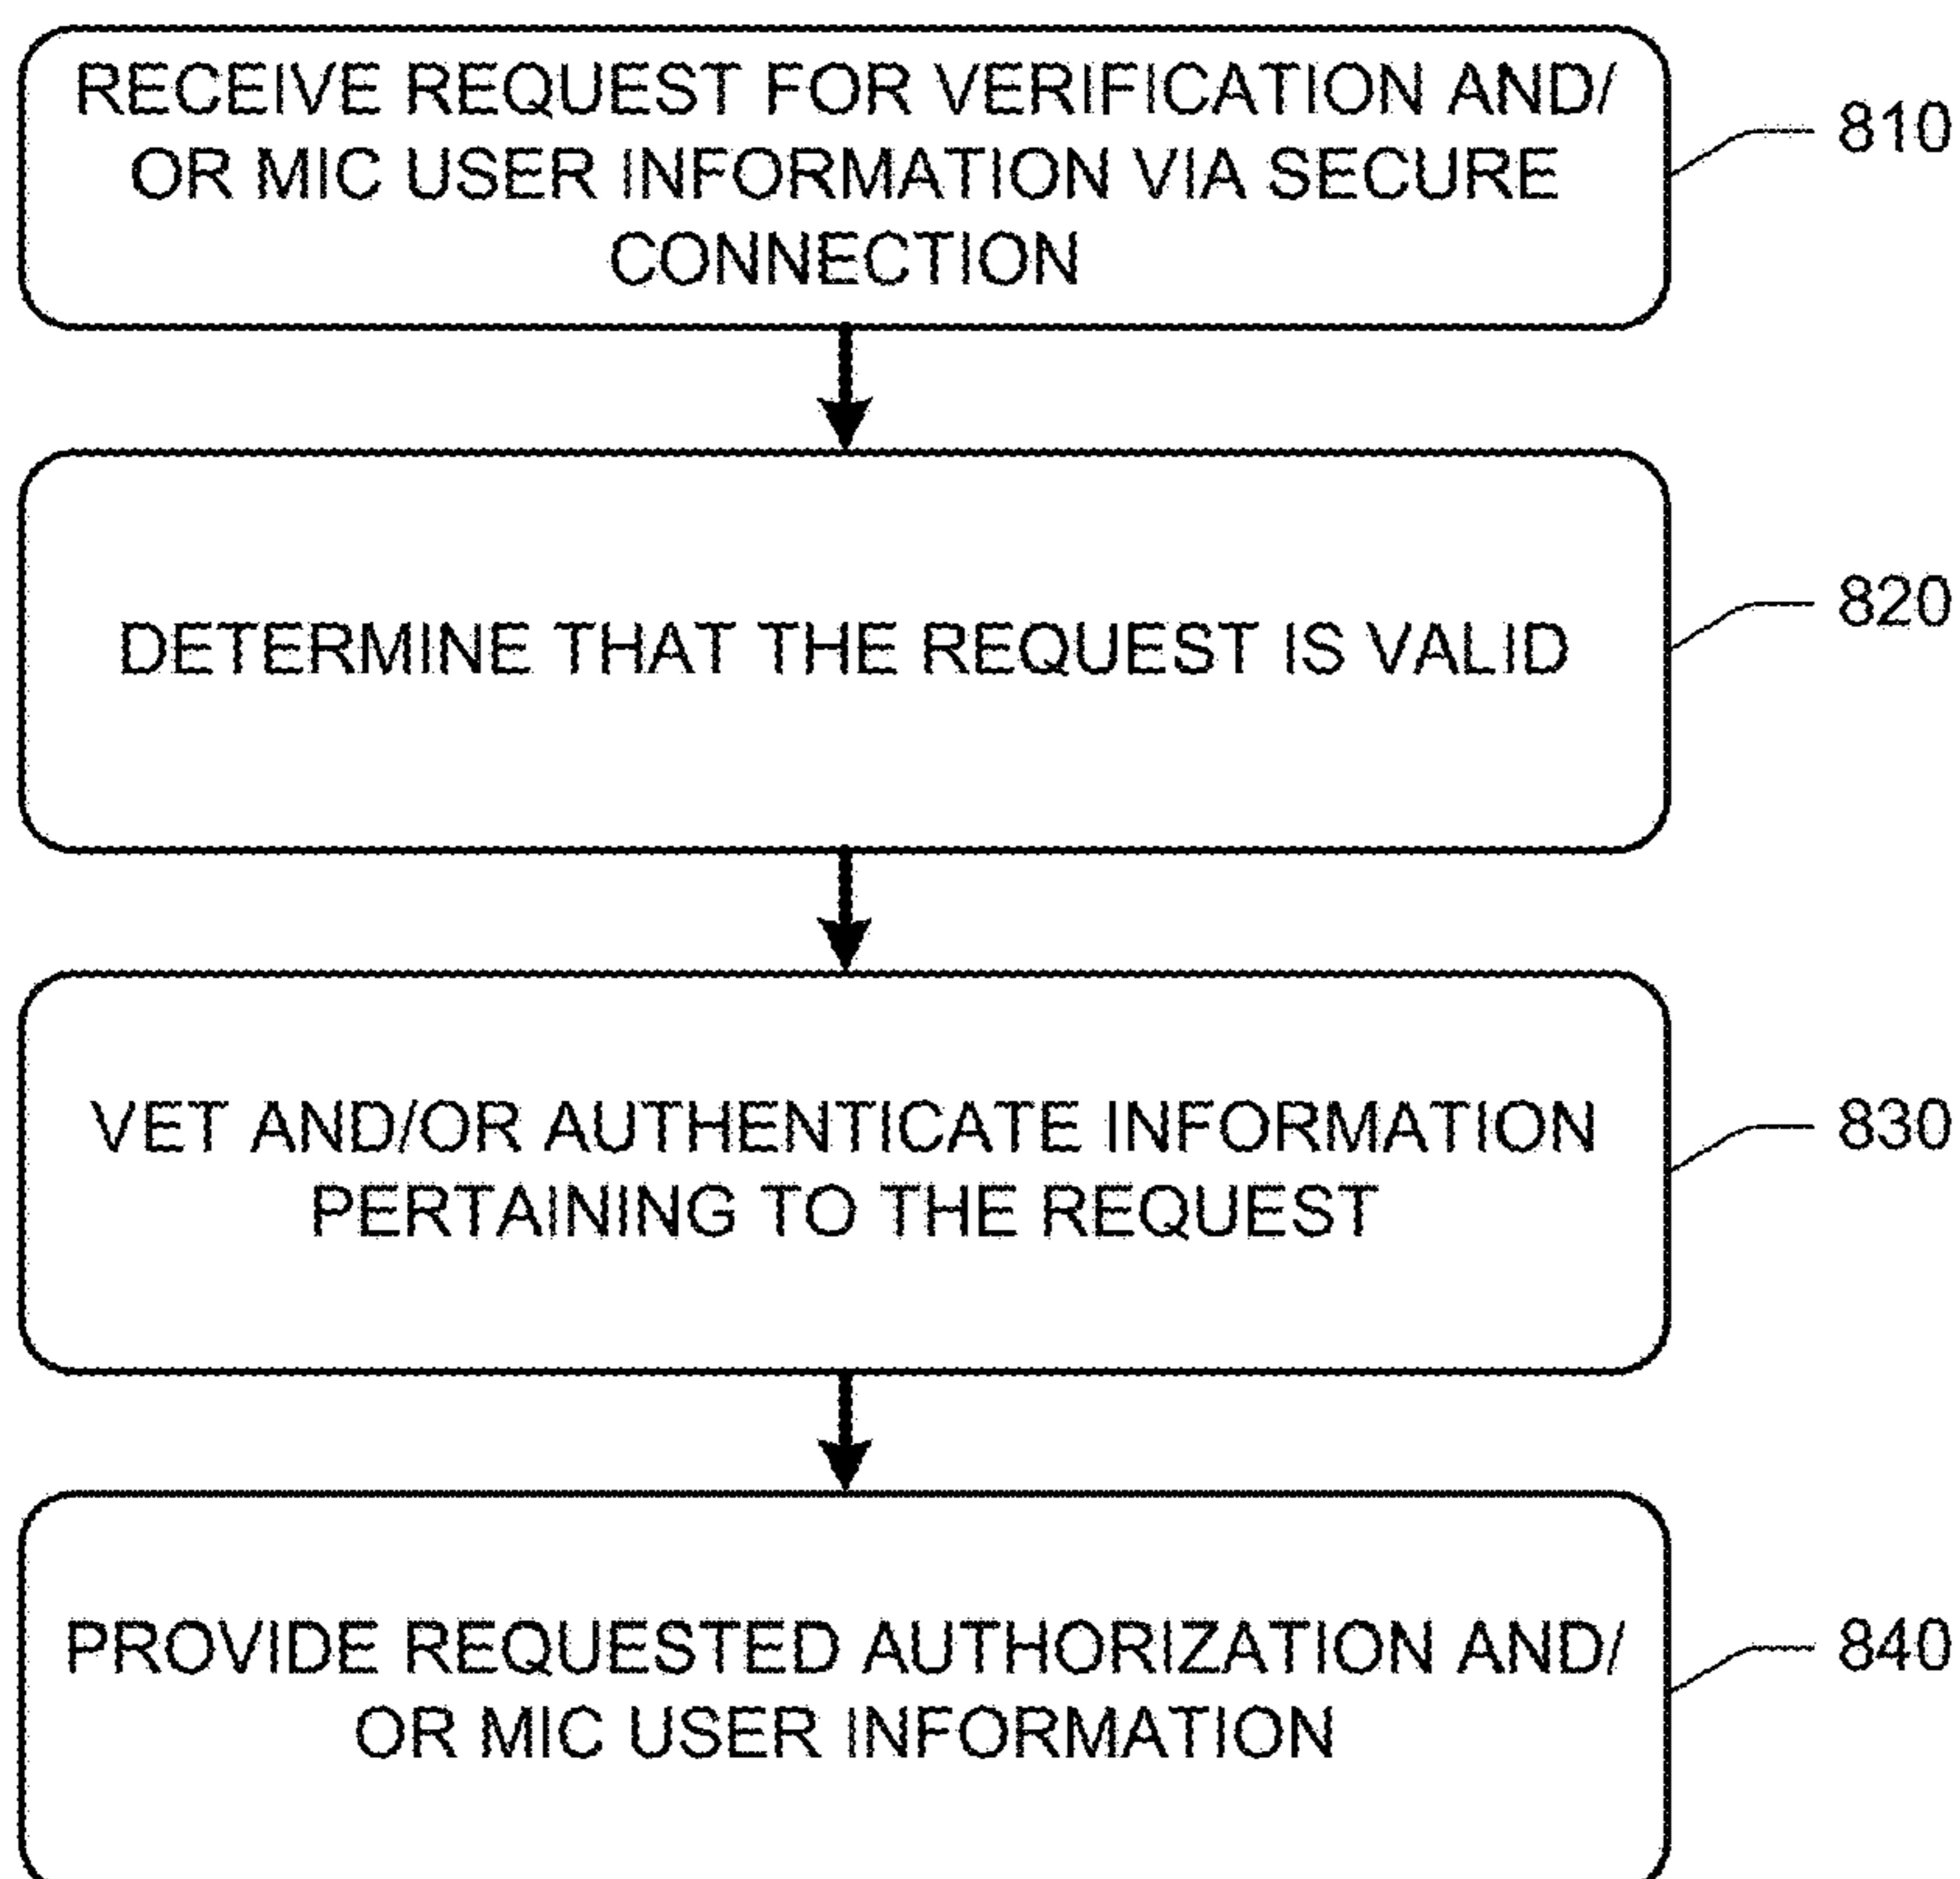 RECEIVE REQUEST FOR VERIFICATION AND/
OR MIC USER INFORMATION VIA SECURE
CONNECTION
810
DETERMINE THAT THE REQUEST IS VALID
820
VET AND/OR AUTHENTICATE INFORMATION
PERTAINING TO THE REQUEST
830
PROVIDE REQUESTED AUTHORIZATION AND/
OR MIC USER INFORMATION
840